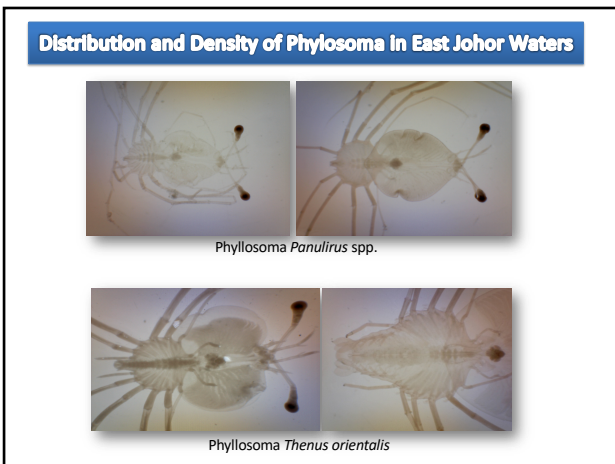 Distribution and Density of Phylosoma in East Johor Waters
Phyllosoma Panulirus spp.
Phyllosoma Thenus orientalis